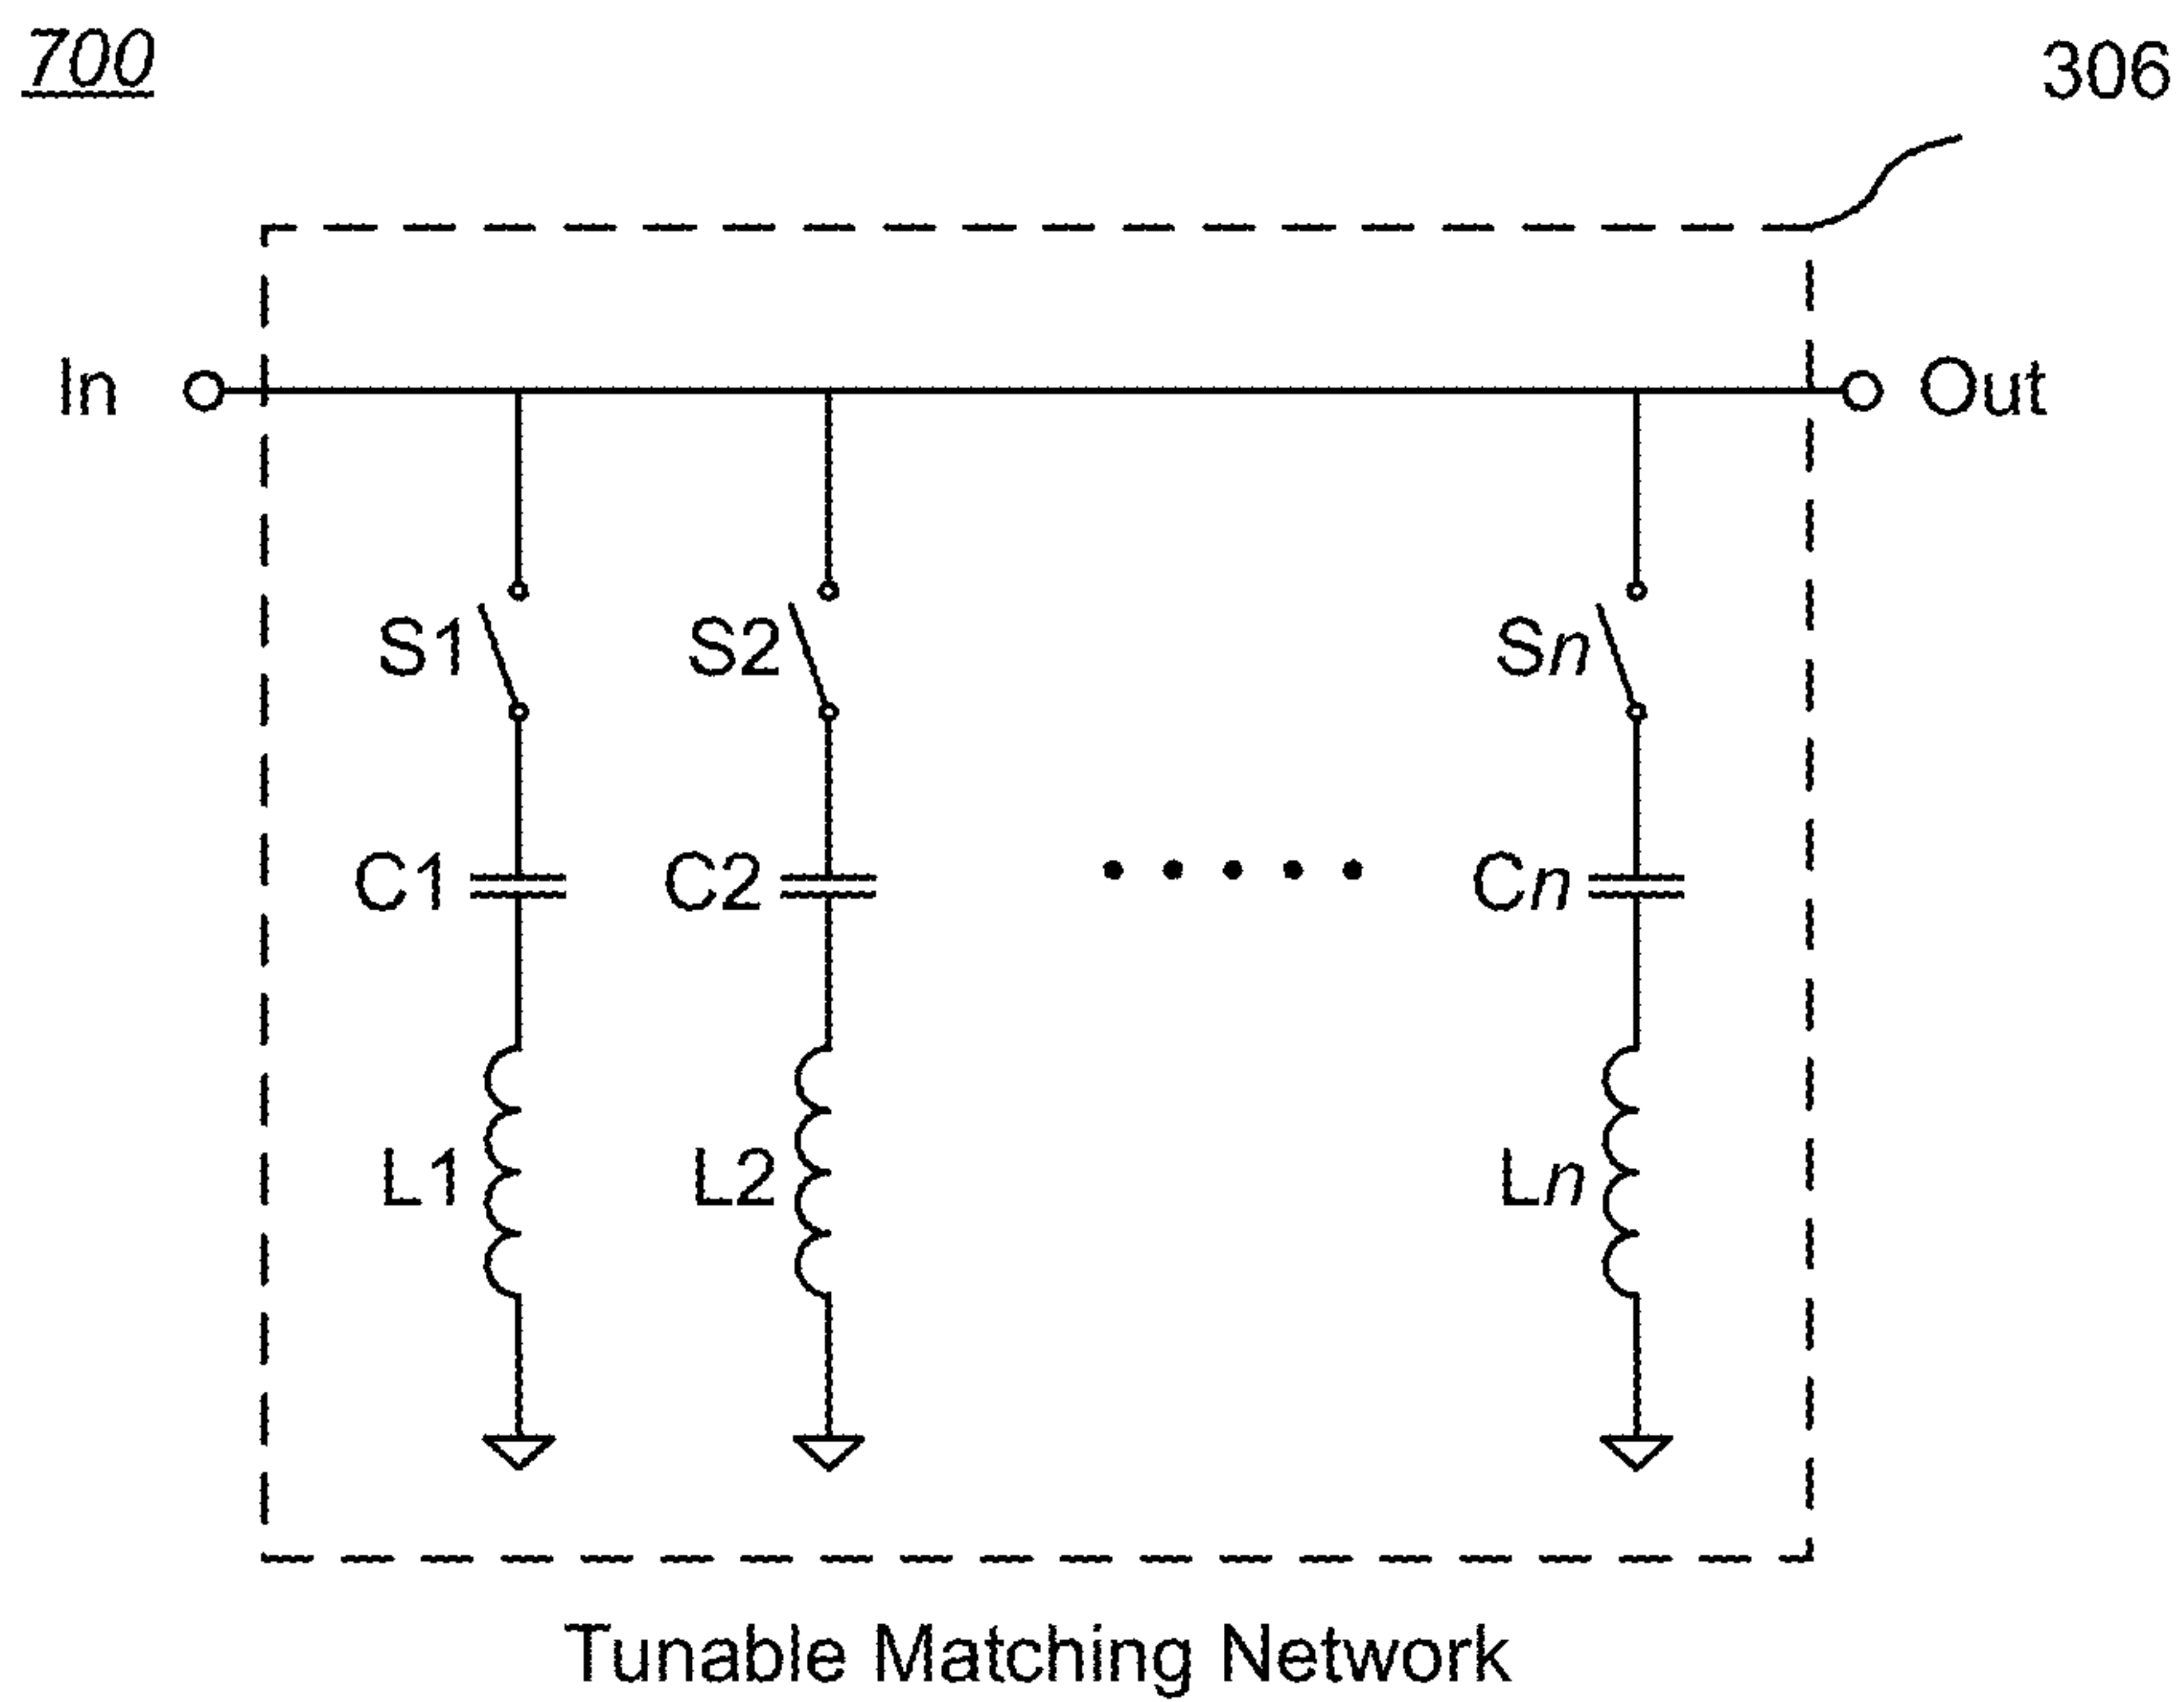 700
306
In
Out
S1
S2
Sn
C1
C2
Cn
L1
L2
Ln
Tunable Matching Network